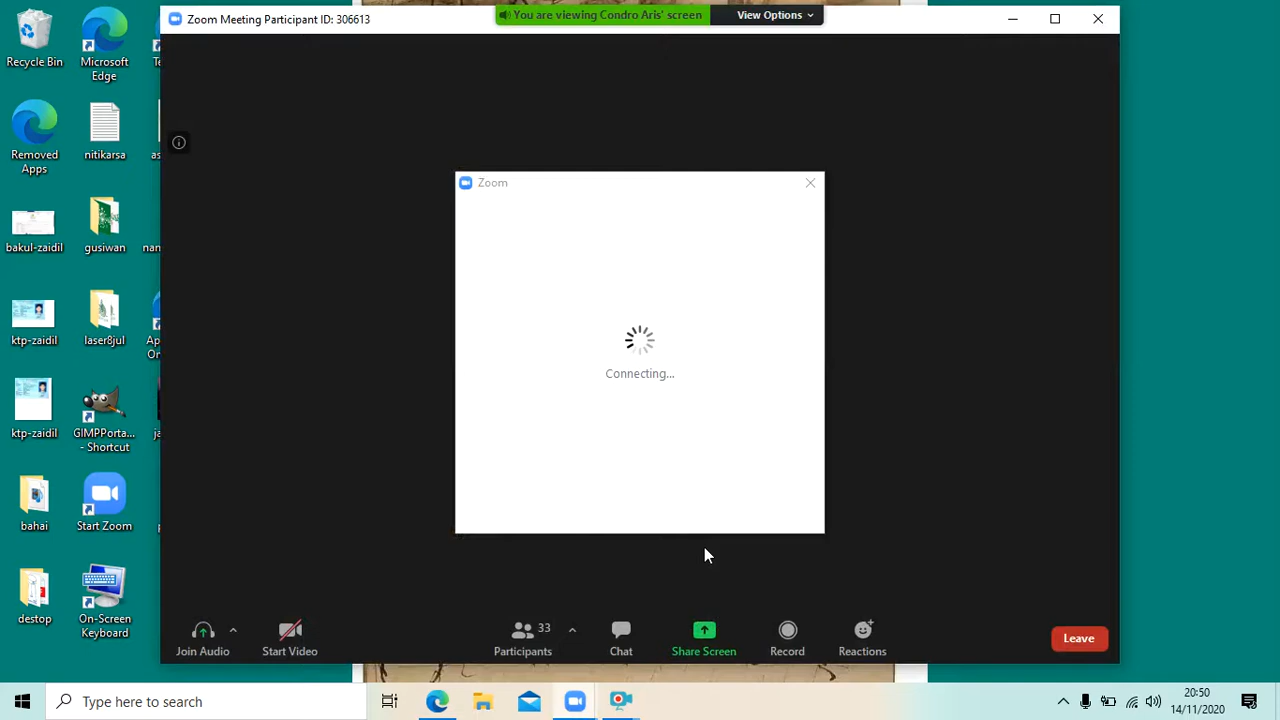 Zoom Meeting Participant ID: 306613
You are viewing Condro Aris' screen
View Options
Recycle Bin
Microsoft
Edge
Removed
Apps
nitikarsa
bakul-zaidil
gusiwan
ktp-zaidil
laser8jul
ktp-zaidil
GIMPPorta...
- Shortcut
bahai
Start Zoom
destop
On-Screen
Keyboard
Zoom
Connecting...
Join Audio
Start Video
33
Participants
Chat
Share Screen
Record
Reactions
Leave
Type here to search
20:50
14/11/2020